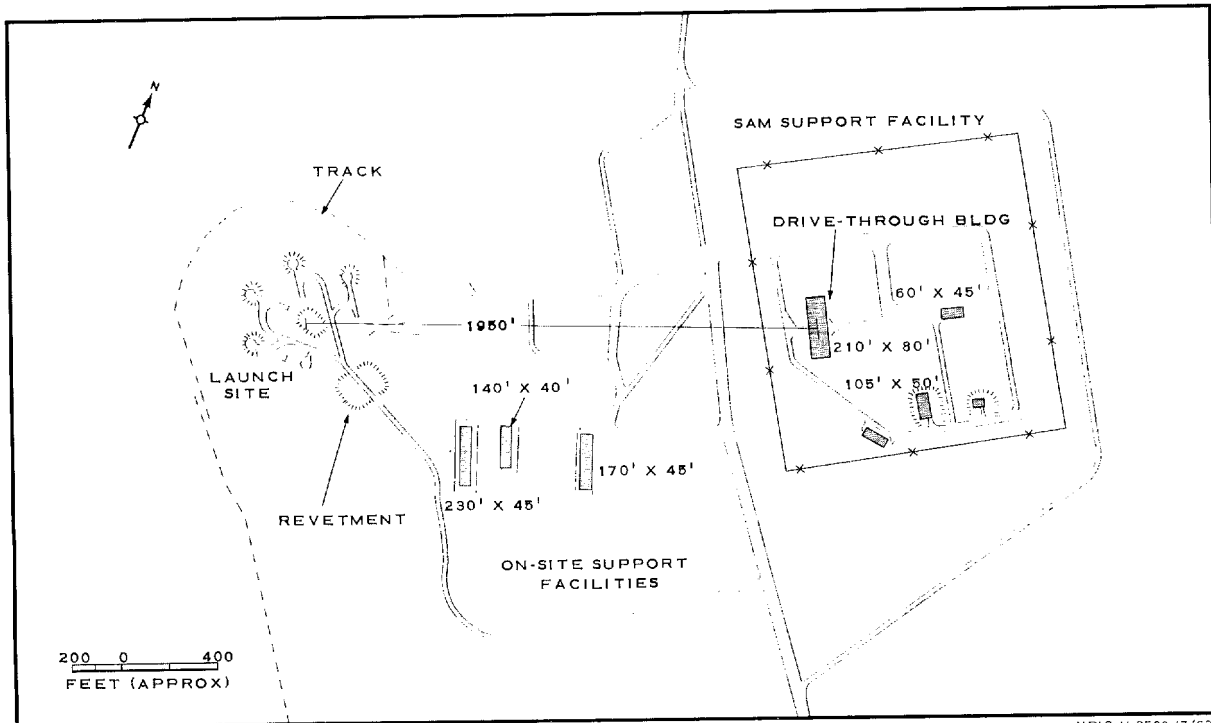 N
SAM SUPPORT FACILITY
TRACK
DRIVE-THROUGH BLDG
60' X 45'
1950'
210' X 80'
LAUNCH
SITE
140' X 40'
105' X 50'
170' X 45'
230' X 45'
REVETMENT
ON-SITE SUPPORT
FACILITIES
200 0 400
FEET (APPROX)